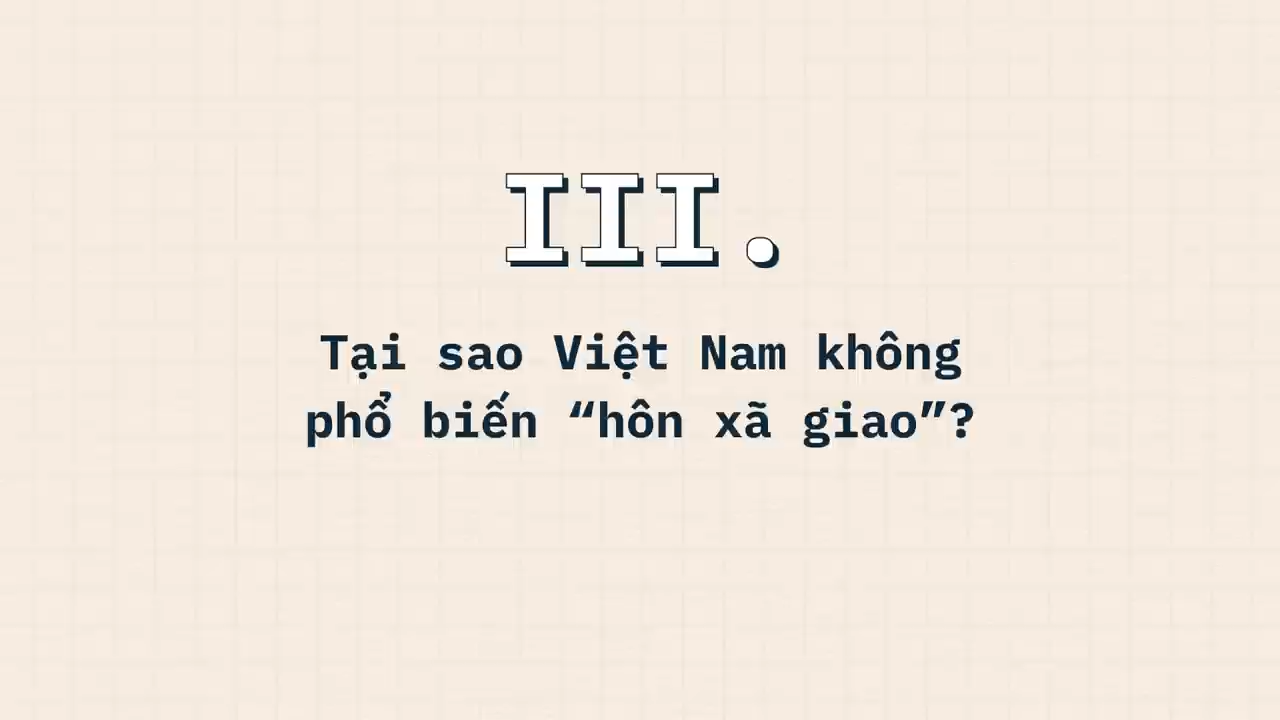 III.
Tại sao Việt Nam không
phổ biến “hôn xã giao”?